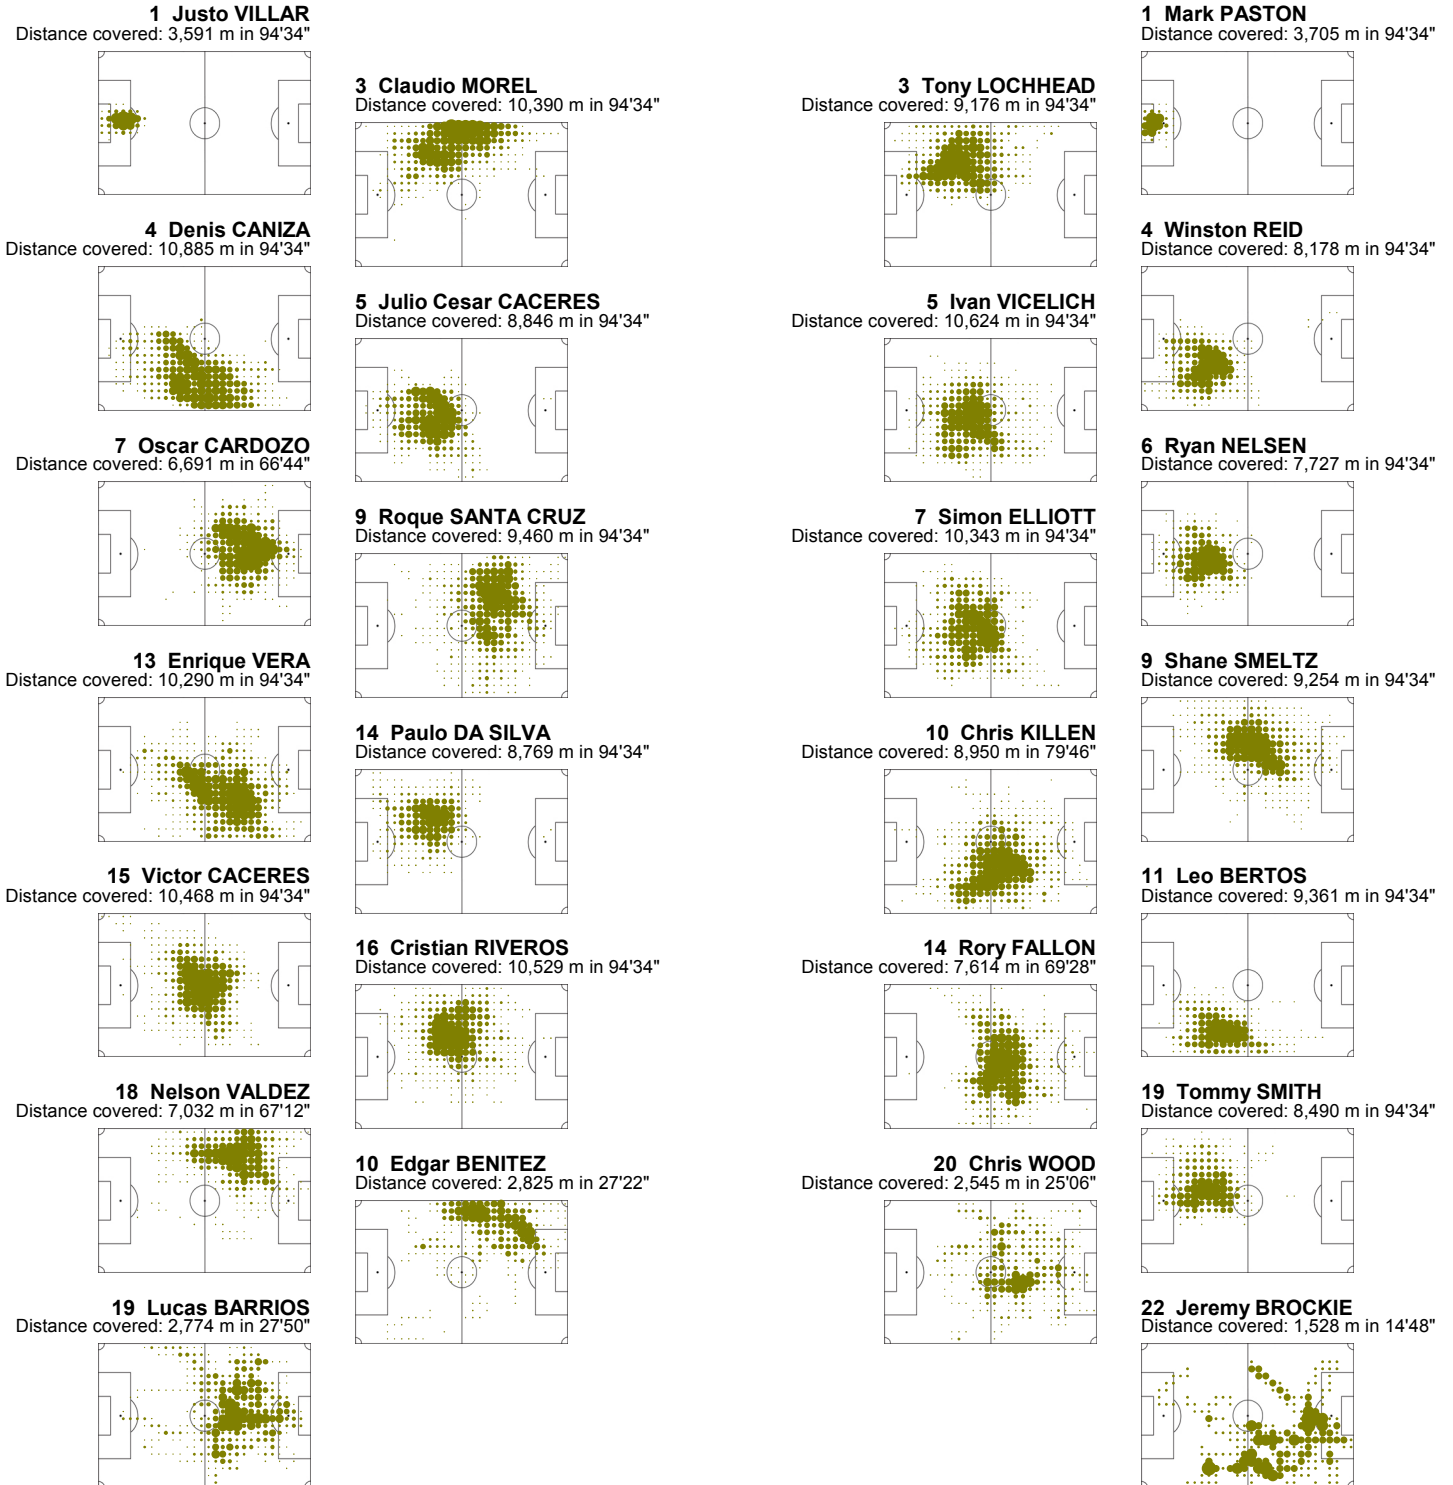 1 Justo VILLAR
Distance covered: 3,591 m in 94'34"
1 Mark PASTON
Distance covered: 3,705 m in 94'34"
3 Claudio MOREL
Distance covered: 10,390 m in 94'34"
3 Tony LOCHHEAD
Distance covered: 9,176 m in 94'34"
4 Denis CANIZA
Distance covered: 10,885 m in 94'34"
4 Winston REID
Distance covered: 8,178 m in 94'34"
5 Julio Cesar CACERES
Distance covered: 8,846 m in 94'34"
5 Ivan VICELICH
Distance covered: 10,624 m in 94'34"
7 Oscar CARDOZO
Distance covered: 6,691 m in 66'44"
6 Ryan NELSEN
Distance covered: 7,727 m in 94'34"
9 Roque SANTA CRUZ
Distance covered: 9,460 m in 94'34"
7 Simon ELLIOTT
Distance covered: 10,343 m in 94'34"
13 Enrique VERA
Distance covered: 10,290 m in 94'34"
9 Shane SMELTZ
Distance covered: 9,254 m in 94'34"
14 Paulo DA SILVA
Distance covered: 8,769 m in 94'34"
10 Chris KILLEN
Distance covered: 8,950 m in 79'46"
15 Victor CACERES
Distance covered: 10,468 m in 94'34"
11 Leo BERTOS
Distance covered: 9,361 m in 94'34"
16 Cristian RIVEROS
Distance covered: 10,529 m in 94'34"
14 Rory FALLON
Distance covered: 7,614 m in 69'28"
18 Nelson VALDEZ
Distance covered: 7,032 m in 67'12"
19 Tommy SMITH
Distance covered: 8,490 m in 94'34"
10 Edgar BENITEZ
Distance covered: 2,825 m in 27'22"
20 Chris WOOD
Distance covered: 2,545 m in 25'06"
19 Lucas BARRIOS
Distance covered: 2,774 m in 27'50"
22 Jeremy BROCKIE
Distance covered: 1,528 m in 14'48"